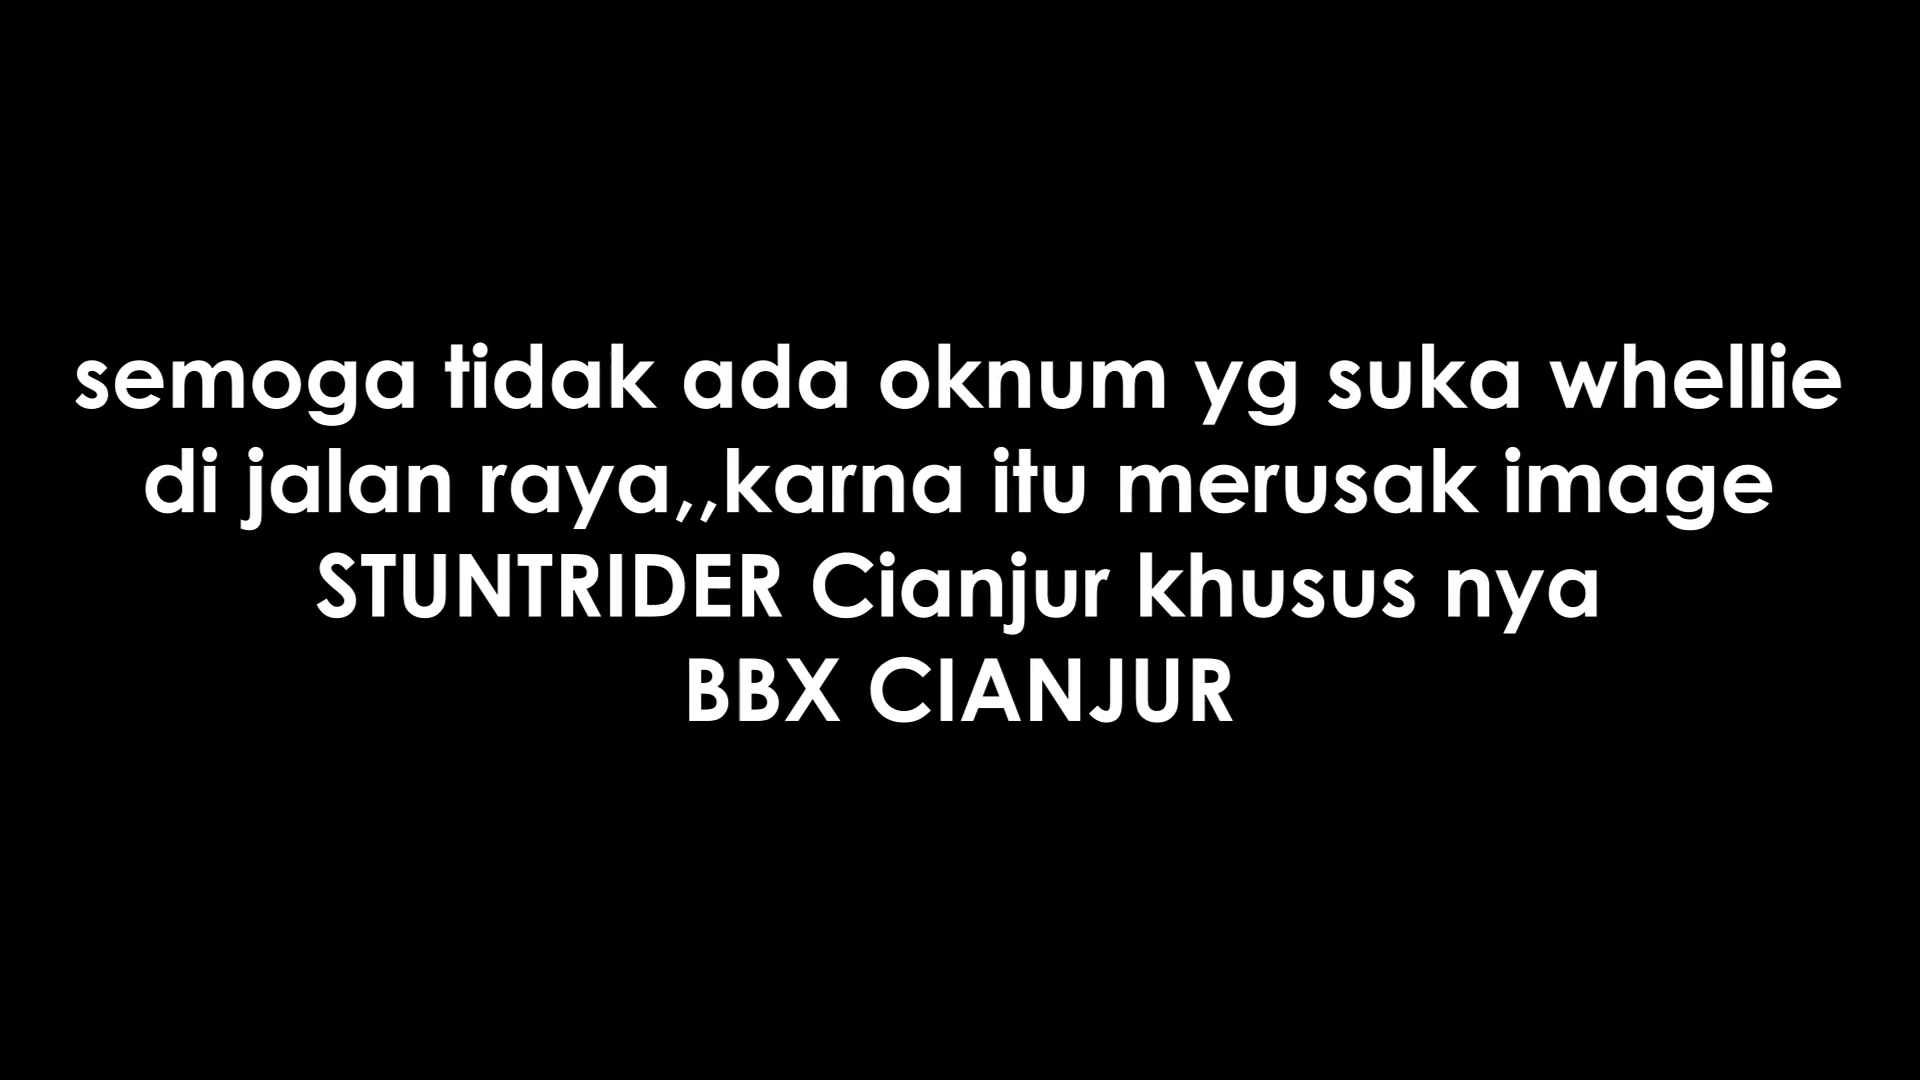 semoga tidak ada oknum yg suka whellie
di jalan raya,,karna itu merusak image
STUNTRIDER Cianjur khusus nya
BBX CIANJUR